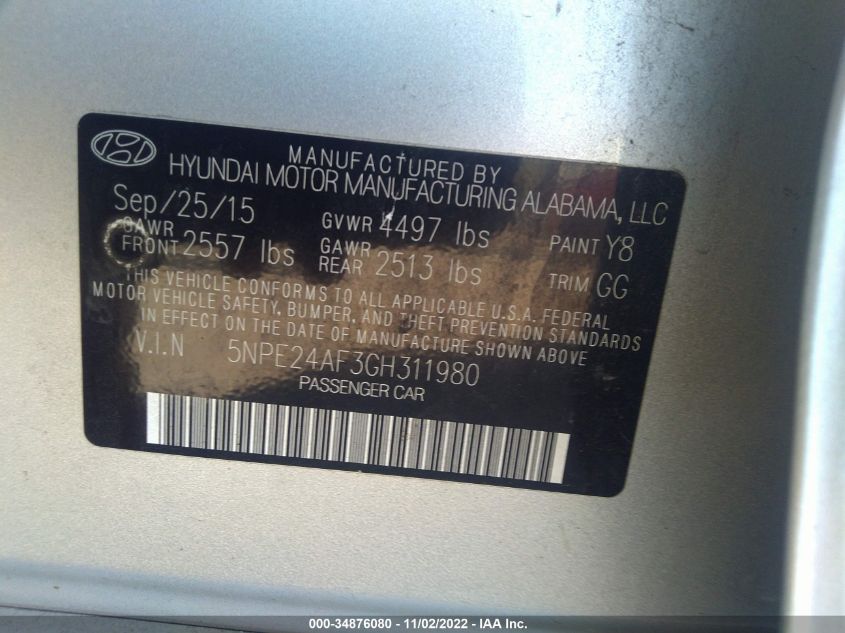 MANUFACTURED BY
HYUNDAI MOTOR MANUFACTURING ALABAMA, LLC
Sep/25/15 GVWR 4497 lbs PAINT Y8
GAWR FRONT 2557 lbs GAWR REAR 2513 lbs TRIM GG
THIS VEHICLE CONFORMS TO ALL APPLICABLE U.S.A. FEDERAL
MOTOR VEHICLE SAFETY, BUMPER, AND THEFT PREVENTION STANDARDS
IN EFFECT ON THE DATE OF MANUFACTURE SHOWN ABOVE
V.I.N 5NPE24AF3GH311980
PASSENGER CAR
000-34876080 - 11/02/2022 - IAA Inc.